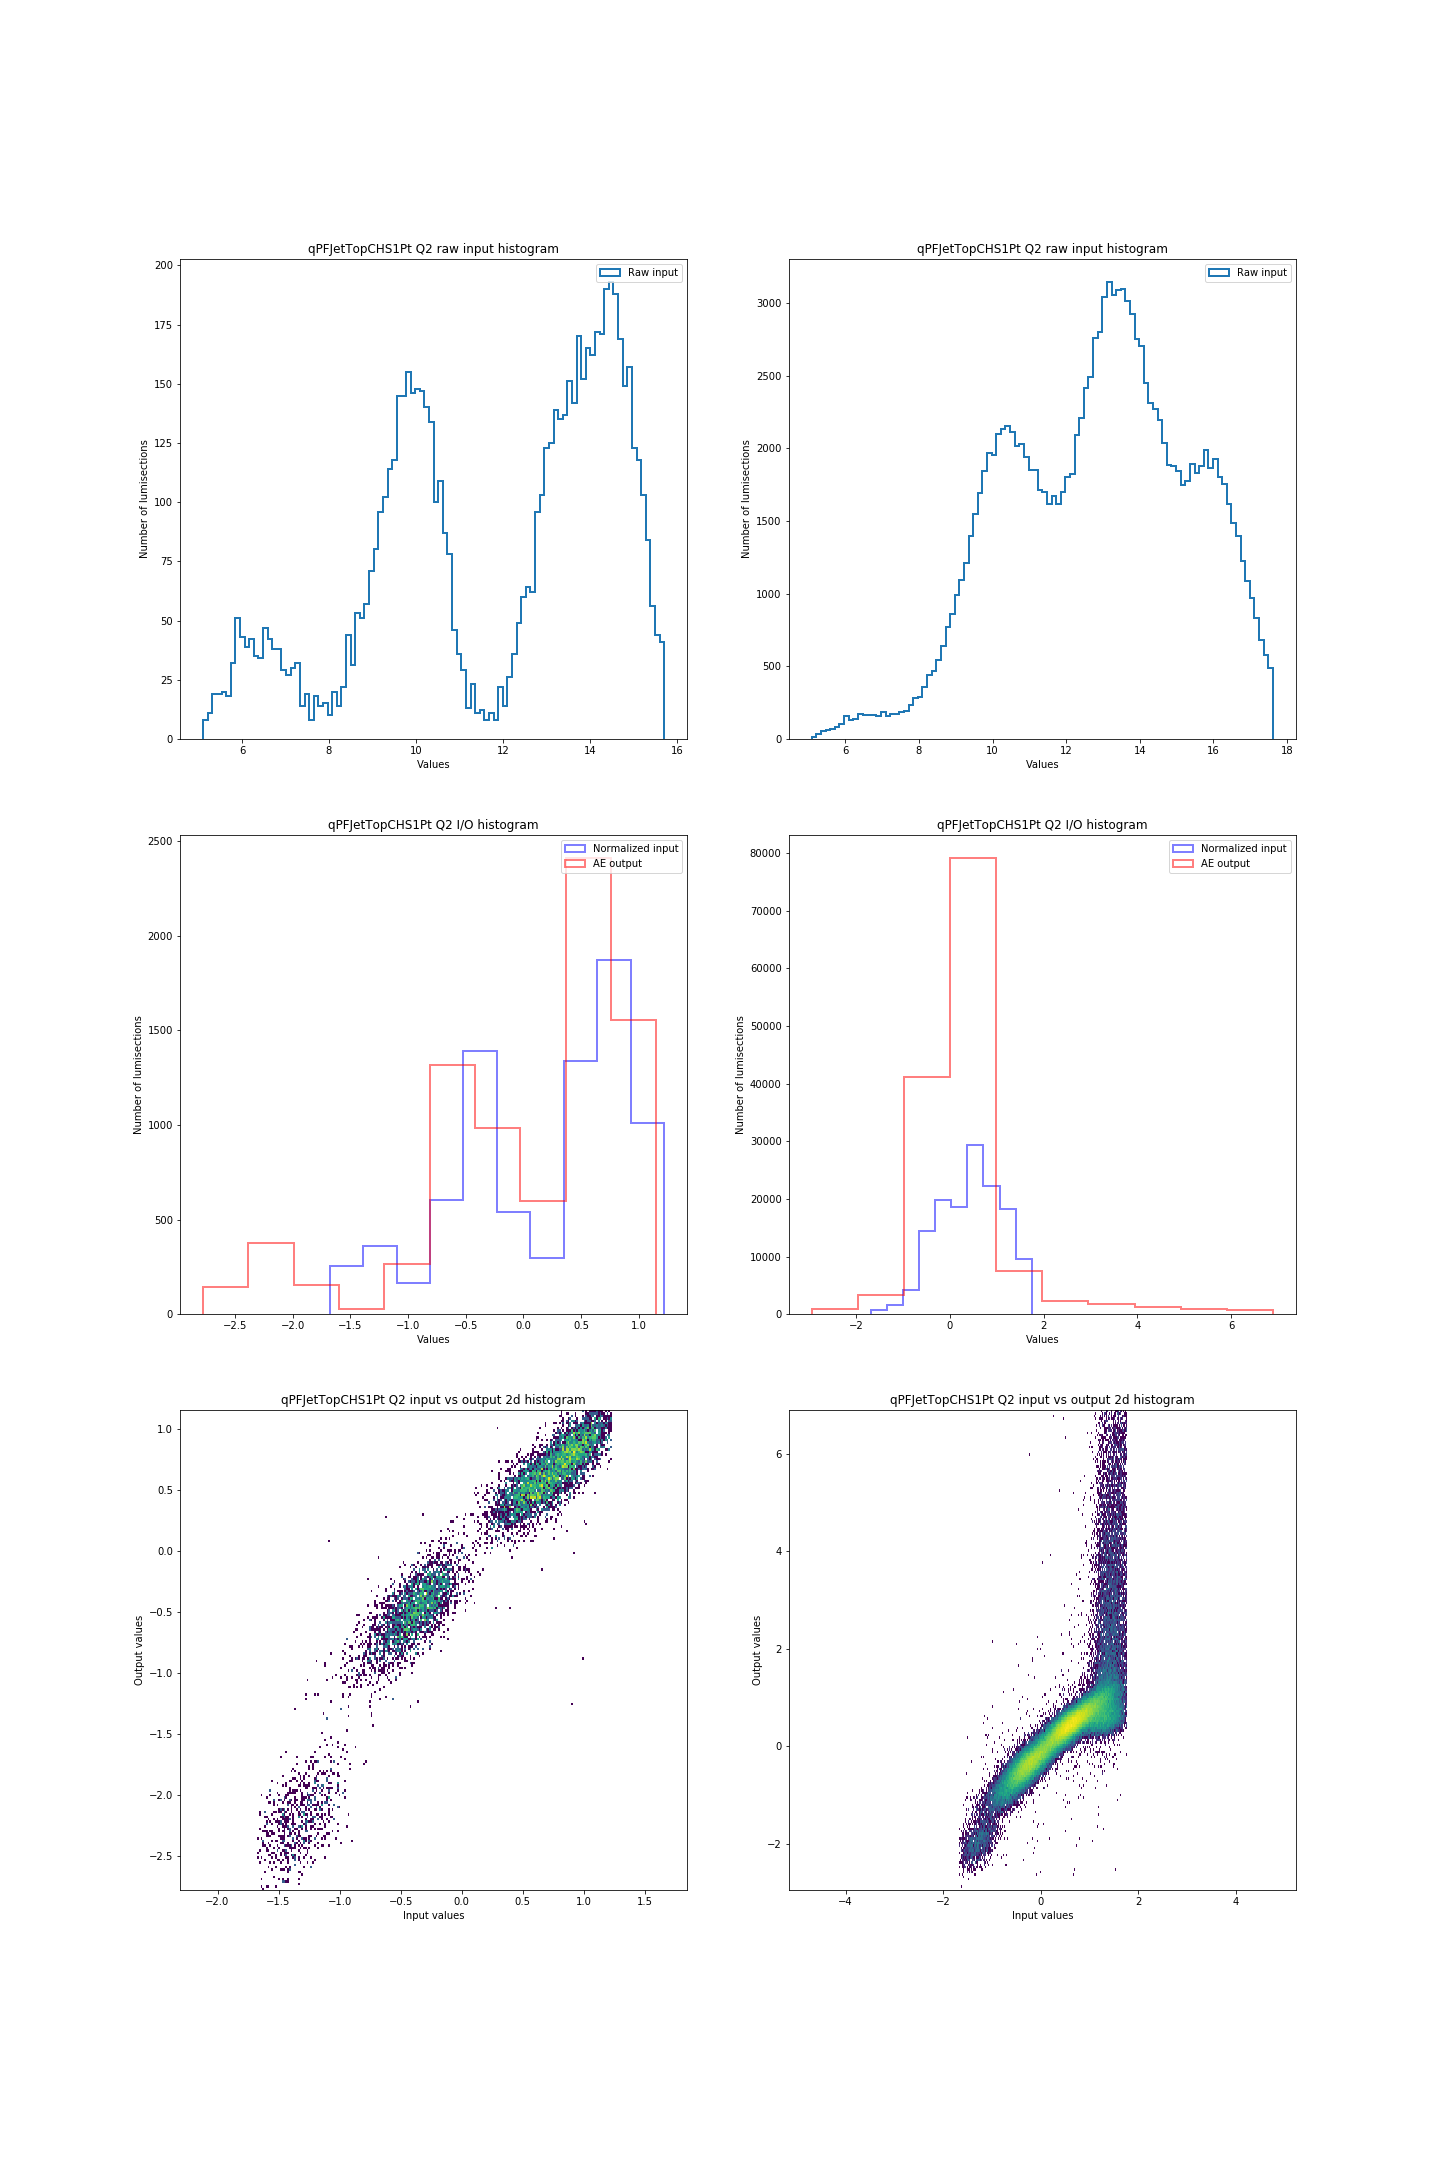 qPFJetTopCHS1Pt Q2 raw input histogram
Raw input
200
175
150
125
100
75
50
25
0
Number of lumisections
6 8 10 12 14 16
Values
qPFJetTopCHS1Pt Q2 raw input histogram
Raw input
3000
2500
2000
1500
1000
500
0
Number of lumisections
6 8 10 12 14 16 18
Values
qPFJetTopCHS1Pt Q2 I/O histogram
Normalized input
AE output
2500
2000
1500
1000
500
0
Number of lumisections
−2.5 −2.0 −1.5 −1.0 −0.5 0.0 0.5 1.0
Values
qPFJetTopCHS1Pt Q2 I/O histogram
Normalized input
AE output
80000
70000
60000
50000
40000
30000
20000
10000
0
Number of lumisections
−2 0 2 4 6
Values
qPFJetTopCHS1Pt Q2 input vs output 2d histogram
1.0
0.5
0.0
−0.5
−1.0
−1.5
−2.0
−2.5
Output values
−2.0 −1.5 −1.0 −0.5 0.0 0.5 1.0 1.5
Input values
qPFJetTopCHS1Pt Q2 input vs output 2d histogram
6
4
2
0
−2
Output values
−4 −2 0 2 4
Input values